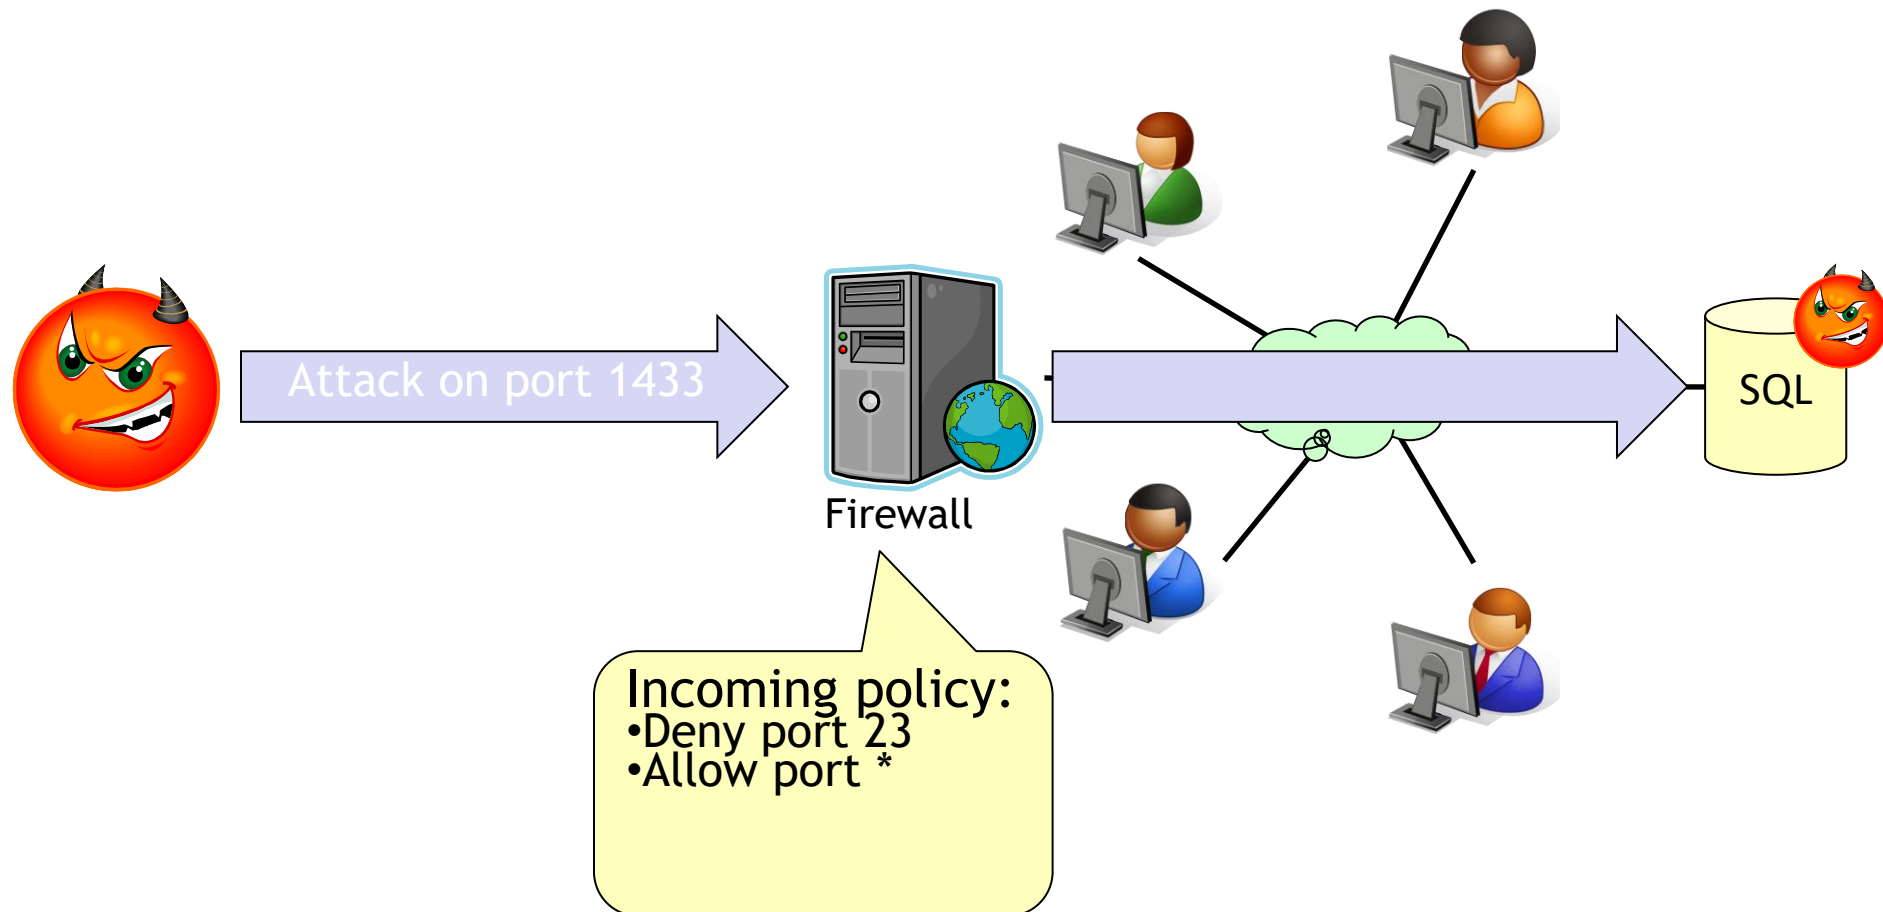 Attack on port 1433
SQL
Firewall
Incoming policy:
•Deny port 23
•Allow port *